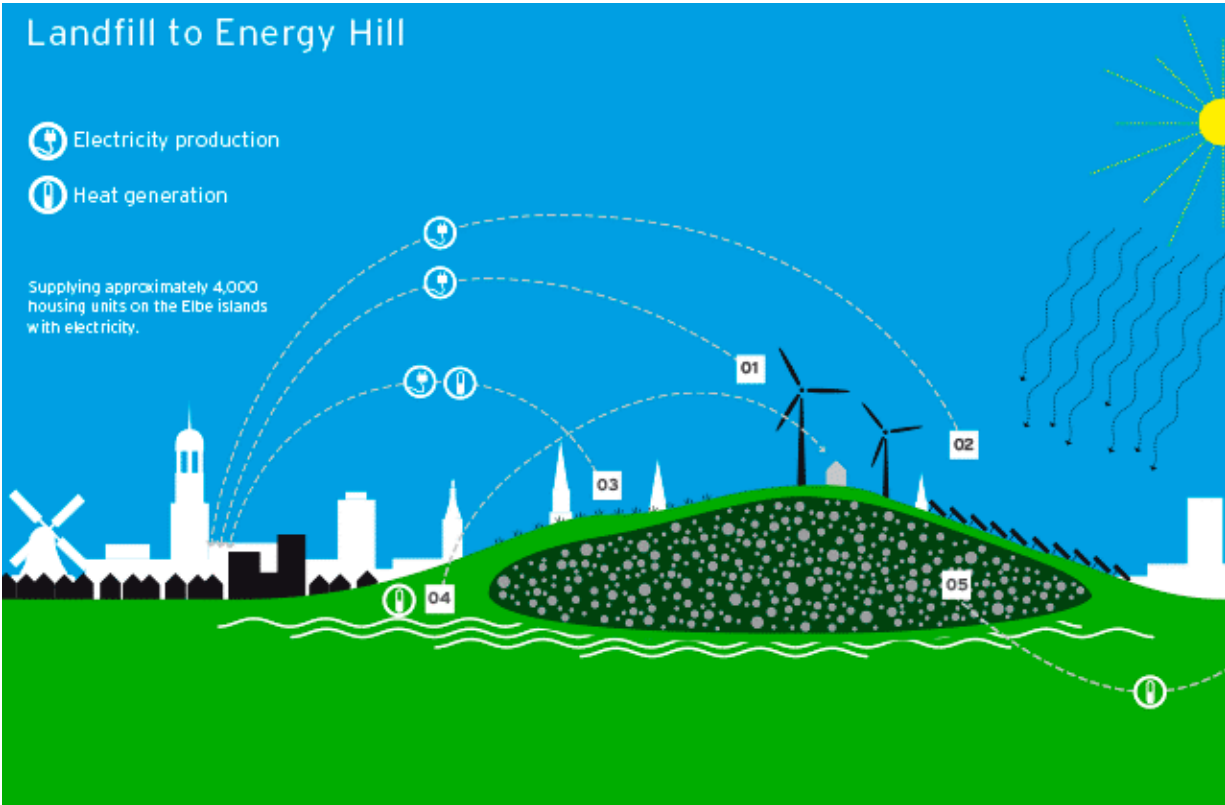 Landfill to Energy Hill
Electricity production
Heat generation
Supplying approximately 4,000
housing units on the Elbe islands
with electricity.
01
02
03
04
05